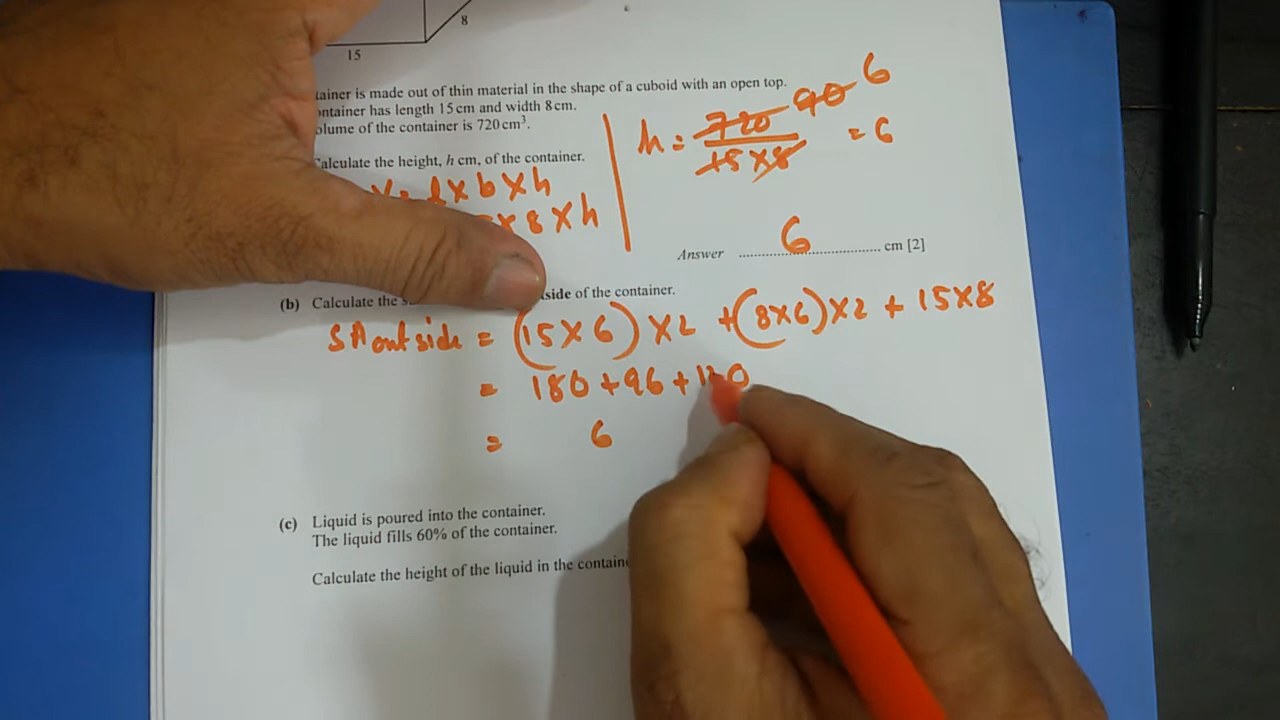 8
15
tainer is made out of thin material in the shape of a cuboid with an open top.
ntainer has length 15 cm and width 8 cm.
olume of the container is 720 cm³.
Calculate the height, h cm, of the container.
h = 720 / 15 × 8 90 6 = 6
V = l × b × h
× 8 × h
6
Answer ........................ cm [2]
(b) Calculate the side of the container.
SA outside = (15 × 6) × 2 + (8 × 6) × 2 + 15 × 8
= 180 + 96 + 120
= 6
(c) Liquid is poured into the container.
The liquid fills 60% of the container.
Calculate the height of the liquid in the